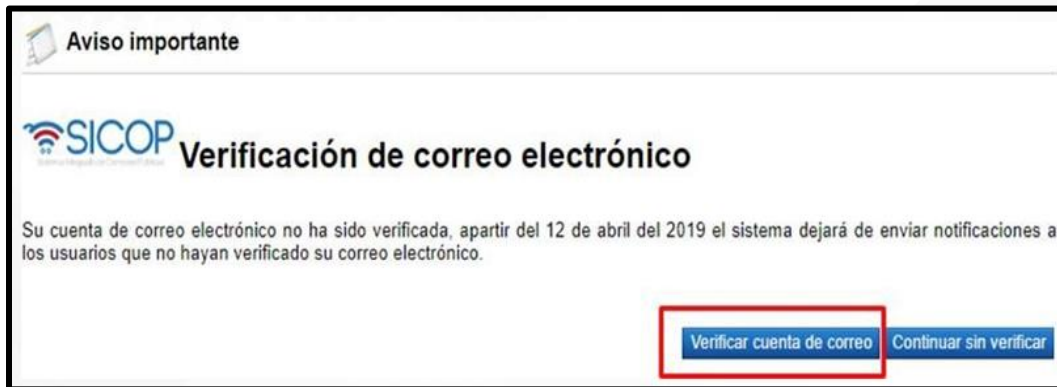 Aviso importante
SICOP
Verificación de correo electrónico
Su cuenta de correo electrónico no ha sido verificada, apartir del 12 de abril del 2019 el sistema dejará de enviar notificaciones a
los usuarios que no hayan verificado su correo electrónico.
Verificar cuenta de correo Continuar sin verificar